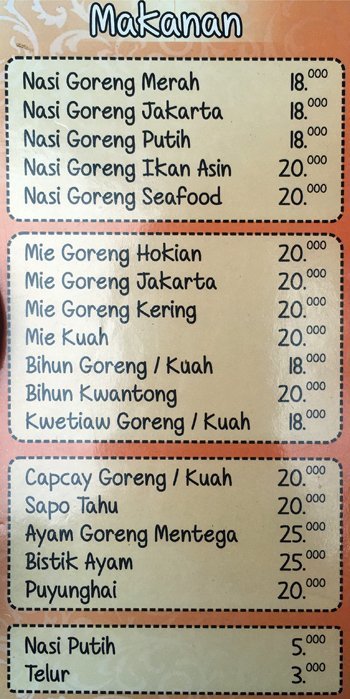 Makanan
Nasi Goreng Merah 18.000
Nasi Goreng Jakarta 18.000
Nasi Goreng Putih 18.000
Nasi Goreng Ikan Asin 20.000
Nasi Goreng Seafood 20.000
Mie Goreng Hokian 20.000
Mie Goreng Jakarta 20.000
Mie Goreng Kering 20.000
Mie Kuah 20.000
Bihun Goreng / Kuah 18.000
Bihun Kwantong 20.000
Kwetiaw Goreng / Kuah 18.000
Capcay Goreng / Kuah 20.000
Sapo Tahu 20.000
Ayam Goreng Mentega 25.000
Bistik Ayam 25.000
Puyunghai 20.000
Nasi Putih 5.000
Telur 3.000